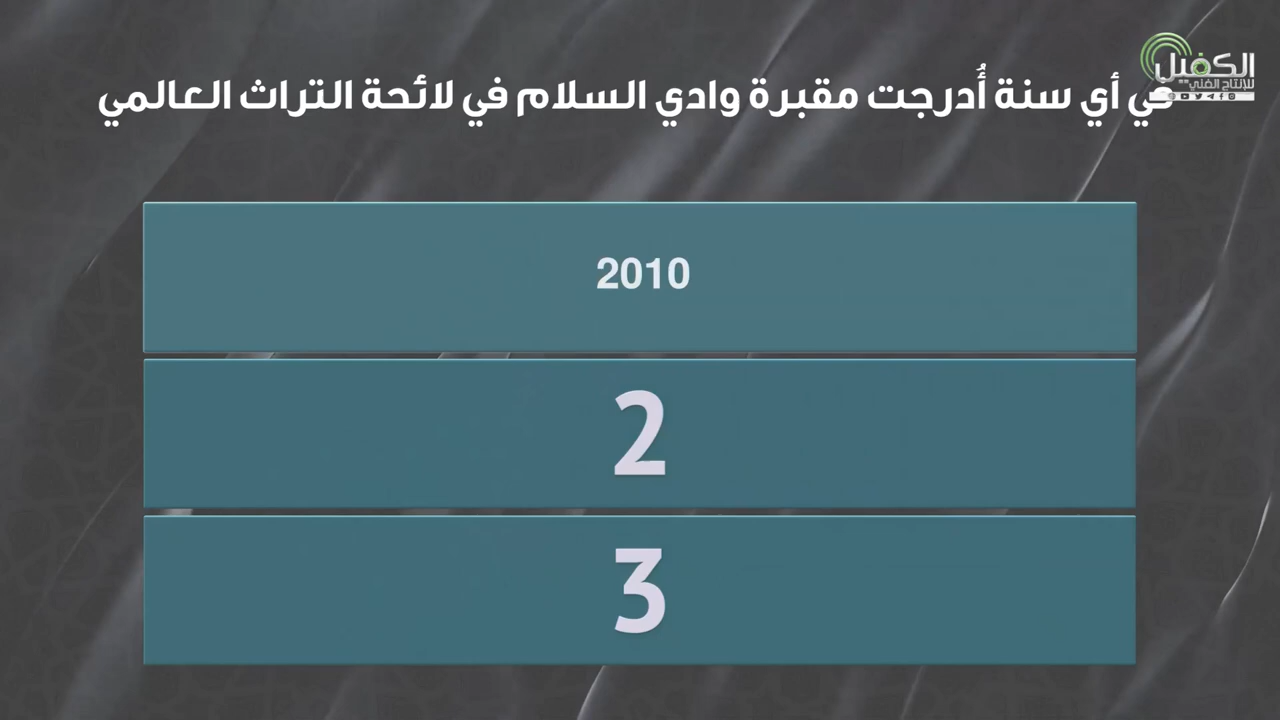 في أي سنة أُدرجت مقبرة وادي السلام في لائحة التراث العالمي
الكفيل
للإنتاج الفني
2010
2
3